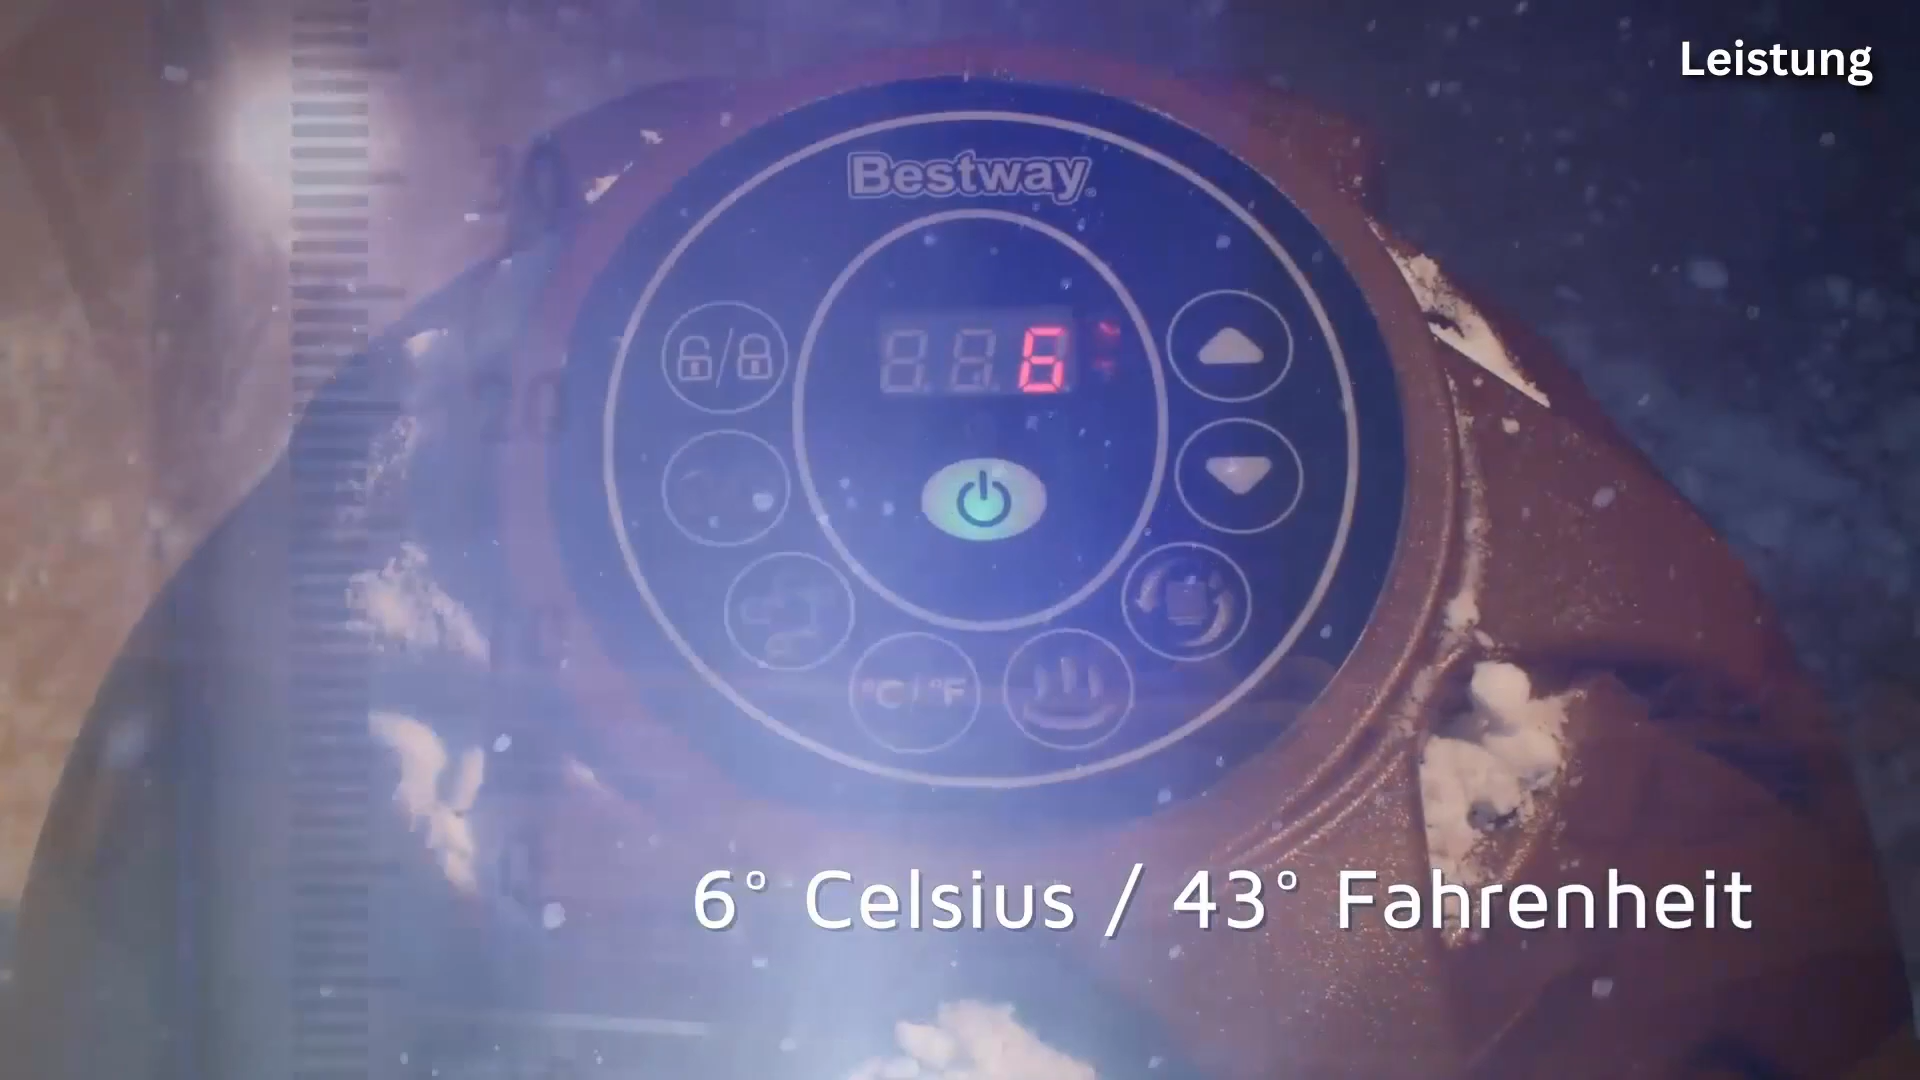 Leistung
Bestway
6
°C/°F
6° Celsius / 43° Fahrenheit